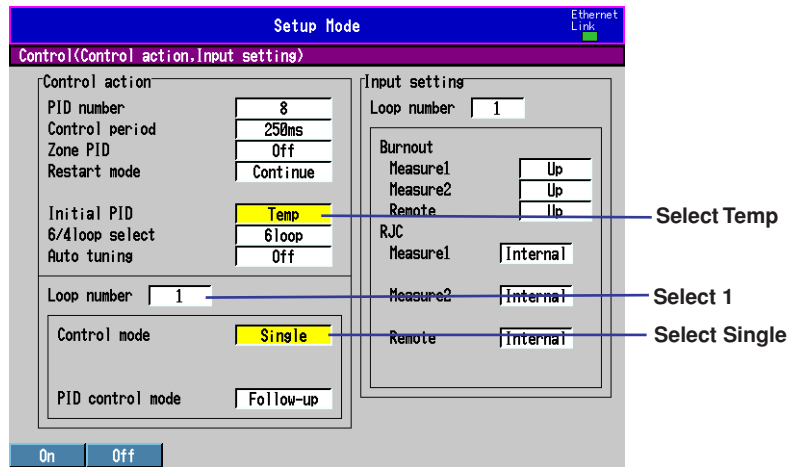 Setup Mode
Ethernet
Link
Control(Control action,Input setting)
Control action
PID number 8
Control period 250ms
Zone PID Off
Restart mode Continue
Initial PID Temp
6/4loop select 6loop
Auto tuning Off
Loop number 1
Control mode Single
PID control mode Follow-up
Input setting
Loop number 1
Burnout
Measure1 Up
Measure2 Up
Remote Up
RJC
Measure1 Internal
Measure2 Internal
Remote Internal
Select Temp
Select 1
Select Single
On Off